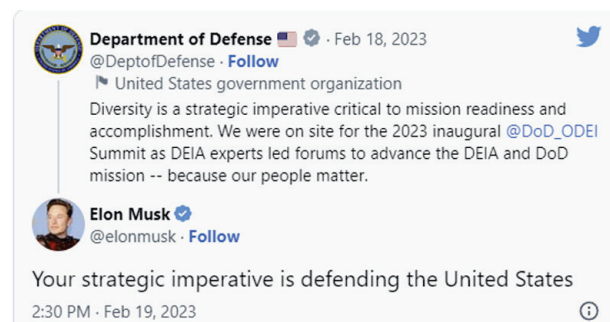 Department of Defense 🇺🇸 · Feb 18, 2023
@DeptofDefense · Follow
United States government organization
Diversity is a strategic imperative critical to mission readiness and
accomplishment. We were on site for the 2023 inaugural @DoD_ODEI
Summit as DEIA experts led forums to advance the DEIA and DoD
mission -- because our people matter.
Elon Musk
@elonmusk · Follow
Your strategic imperative is defending the United States
2:30 PM · Feb 19, 2023